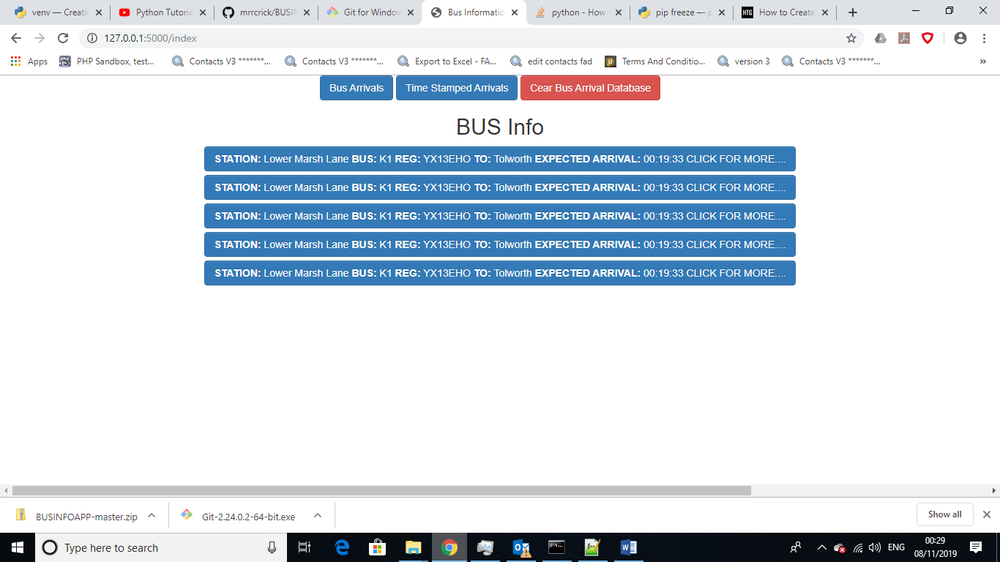 venv — Creatic
Python Tutoria
mrrcrick/BUSIN
Git for Window
Bus Informatio
python - How
pip freeze — p
How to Create
127.0.0.1:5000/index
Apps
PHP Sandbox, test...
Contacts V3 *******...
Contacts V3 *******...
Export to Excel - FA...
edit contacts fad
Terms And Conditio...
version 3
Contacts V3 *******...
»
Bus Arrivals
Time Stamped Arrivals
Cear Bus Arrival Database
BUS Info
STATION: Lower Marsh Lane BUS: K1 REG: YX13EHO TO: Tolworth EXPECTED ARRIVAL: 00:19:33 CLICK FOR MORE....
STATION: Lower Marsh Lane BUS: K1 REG: YX13EHO TO: Tolworth EXPECTED ARRIVAL: 00:19:33 CLICK FOR MORE....
STATION: Lower Marsh Lane BUS: K1 REG: YX13EHO TO: Tolworth EXPECTED ARRIVAL: 00:19:33 CLICK FOR MORE....
STATION: Lower Marsh Lane BUS: K1 REG: YX13EHO TO: Tolworth EXPECTED ARRIVAL: 00:19:33 CLICK FOR MORE....
STATION: Lower Marsh Lane BUS: K1 REG: YX13EHO TO: Tolworth EXPECTED ARRIVAL: 00:19:33 CLICK FOR MORE....
BUSINFOAPP-master.zip
Git-2.24.0.2-64-bit.exe
Show all
Type here to search
ENG
00:29
08/11/2019